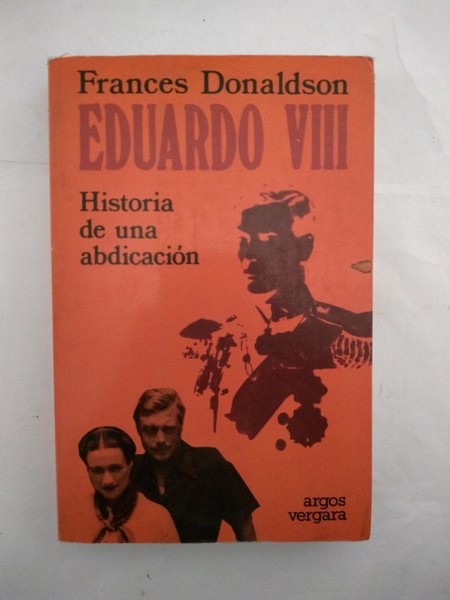 Frances Donaldson
EDUARDO VIII
Historia
de una
abdicación
argos
vergara